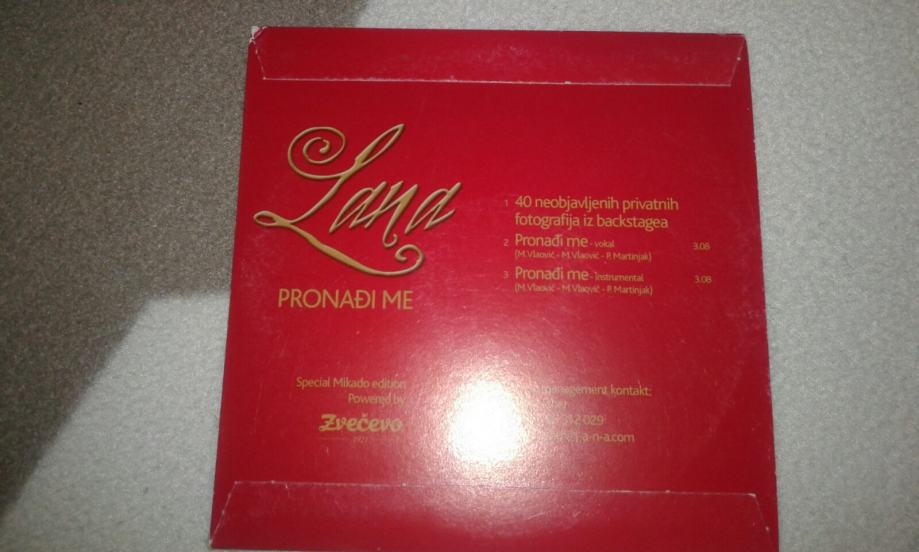 Lana
PRONAĐI ME
1 40 neobjavljenih privatnih
fotografija iz backstagea
2 Pronađi me - vokal 3.08
(M.Vlaović - M.Vlaović - P. Martinjak)
3 Pronađi me - instrumental 3.08
(M.Vlaović - M.Vlaović - P. Martinjak)
Special Mikado edition
Powered by
Zvečevo
1921
management kontakt: